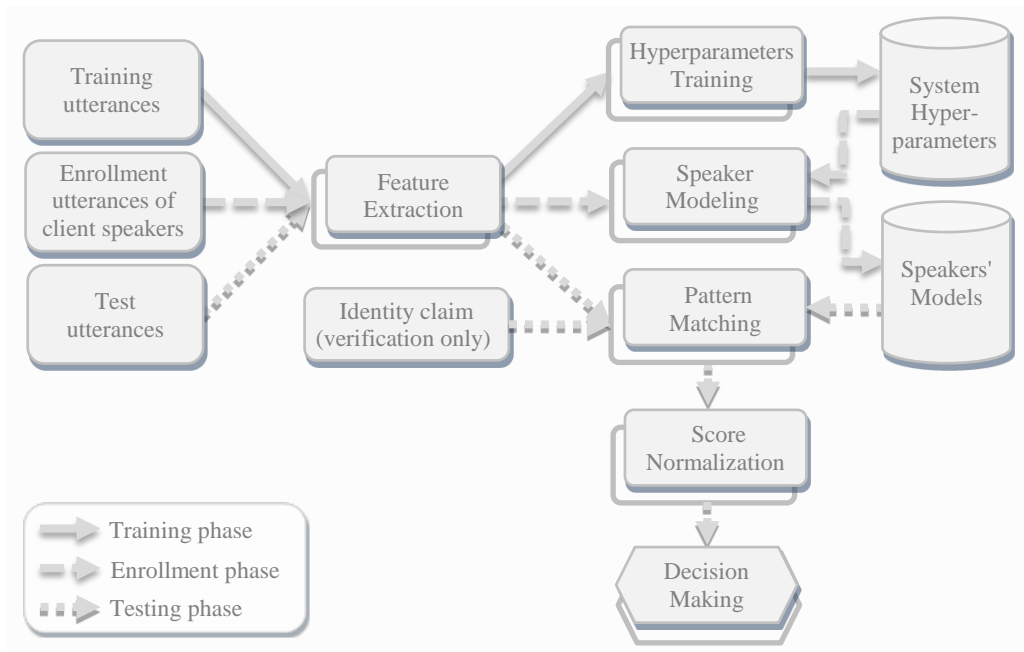 Training
utterances
Enrollment
utterances of
client speakers
Test
utterances
Feature
Extraction
Identity claim
(verification only)
Hyperparameters
Training
Speaker
Modeling
Pattern
Matching
Score
Normalization
Decision
Making
System
Hyper-
parameters
Speakers'
Models
Training phase
Enrollment phase
Testing phase